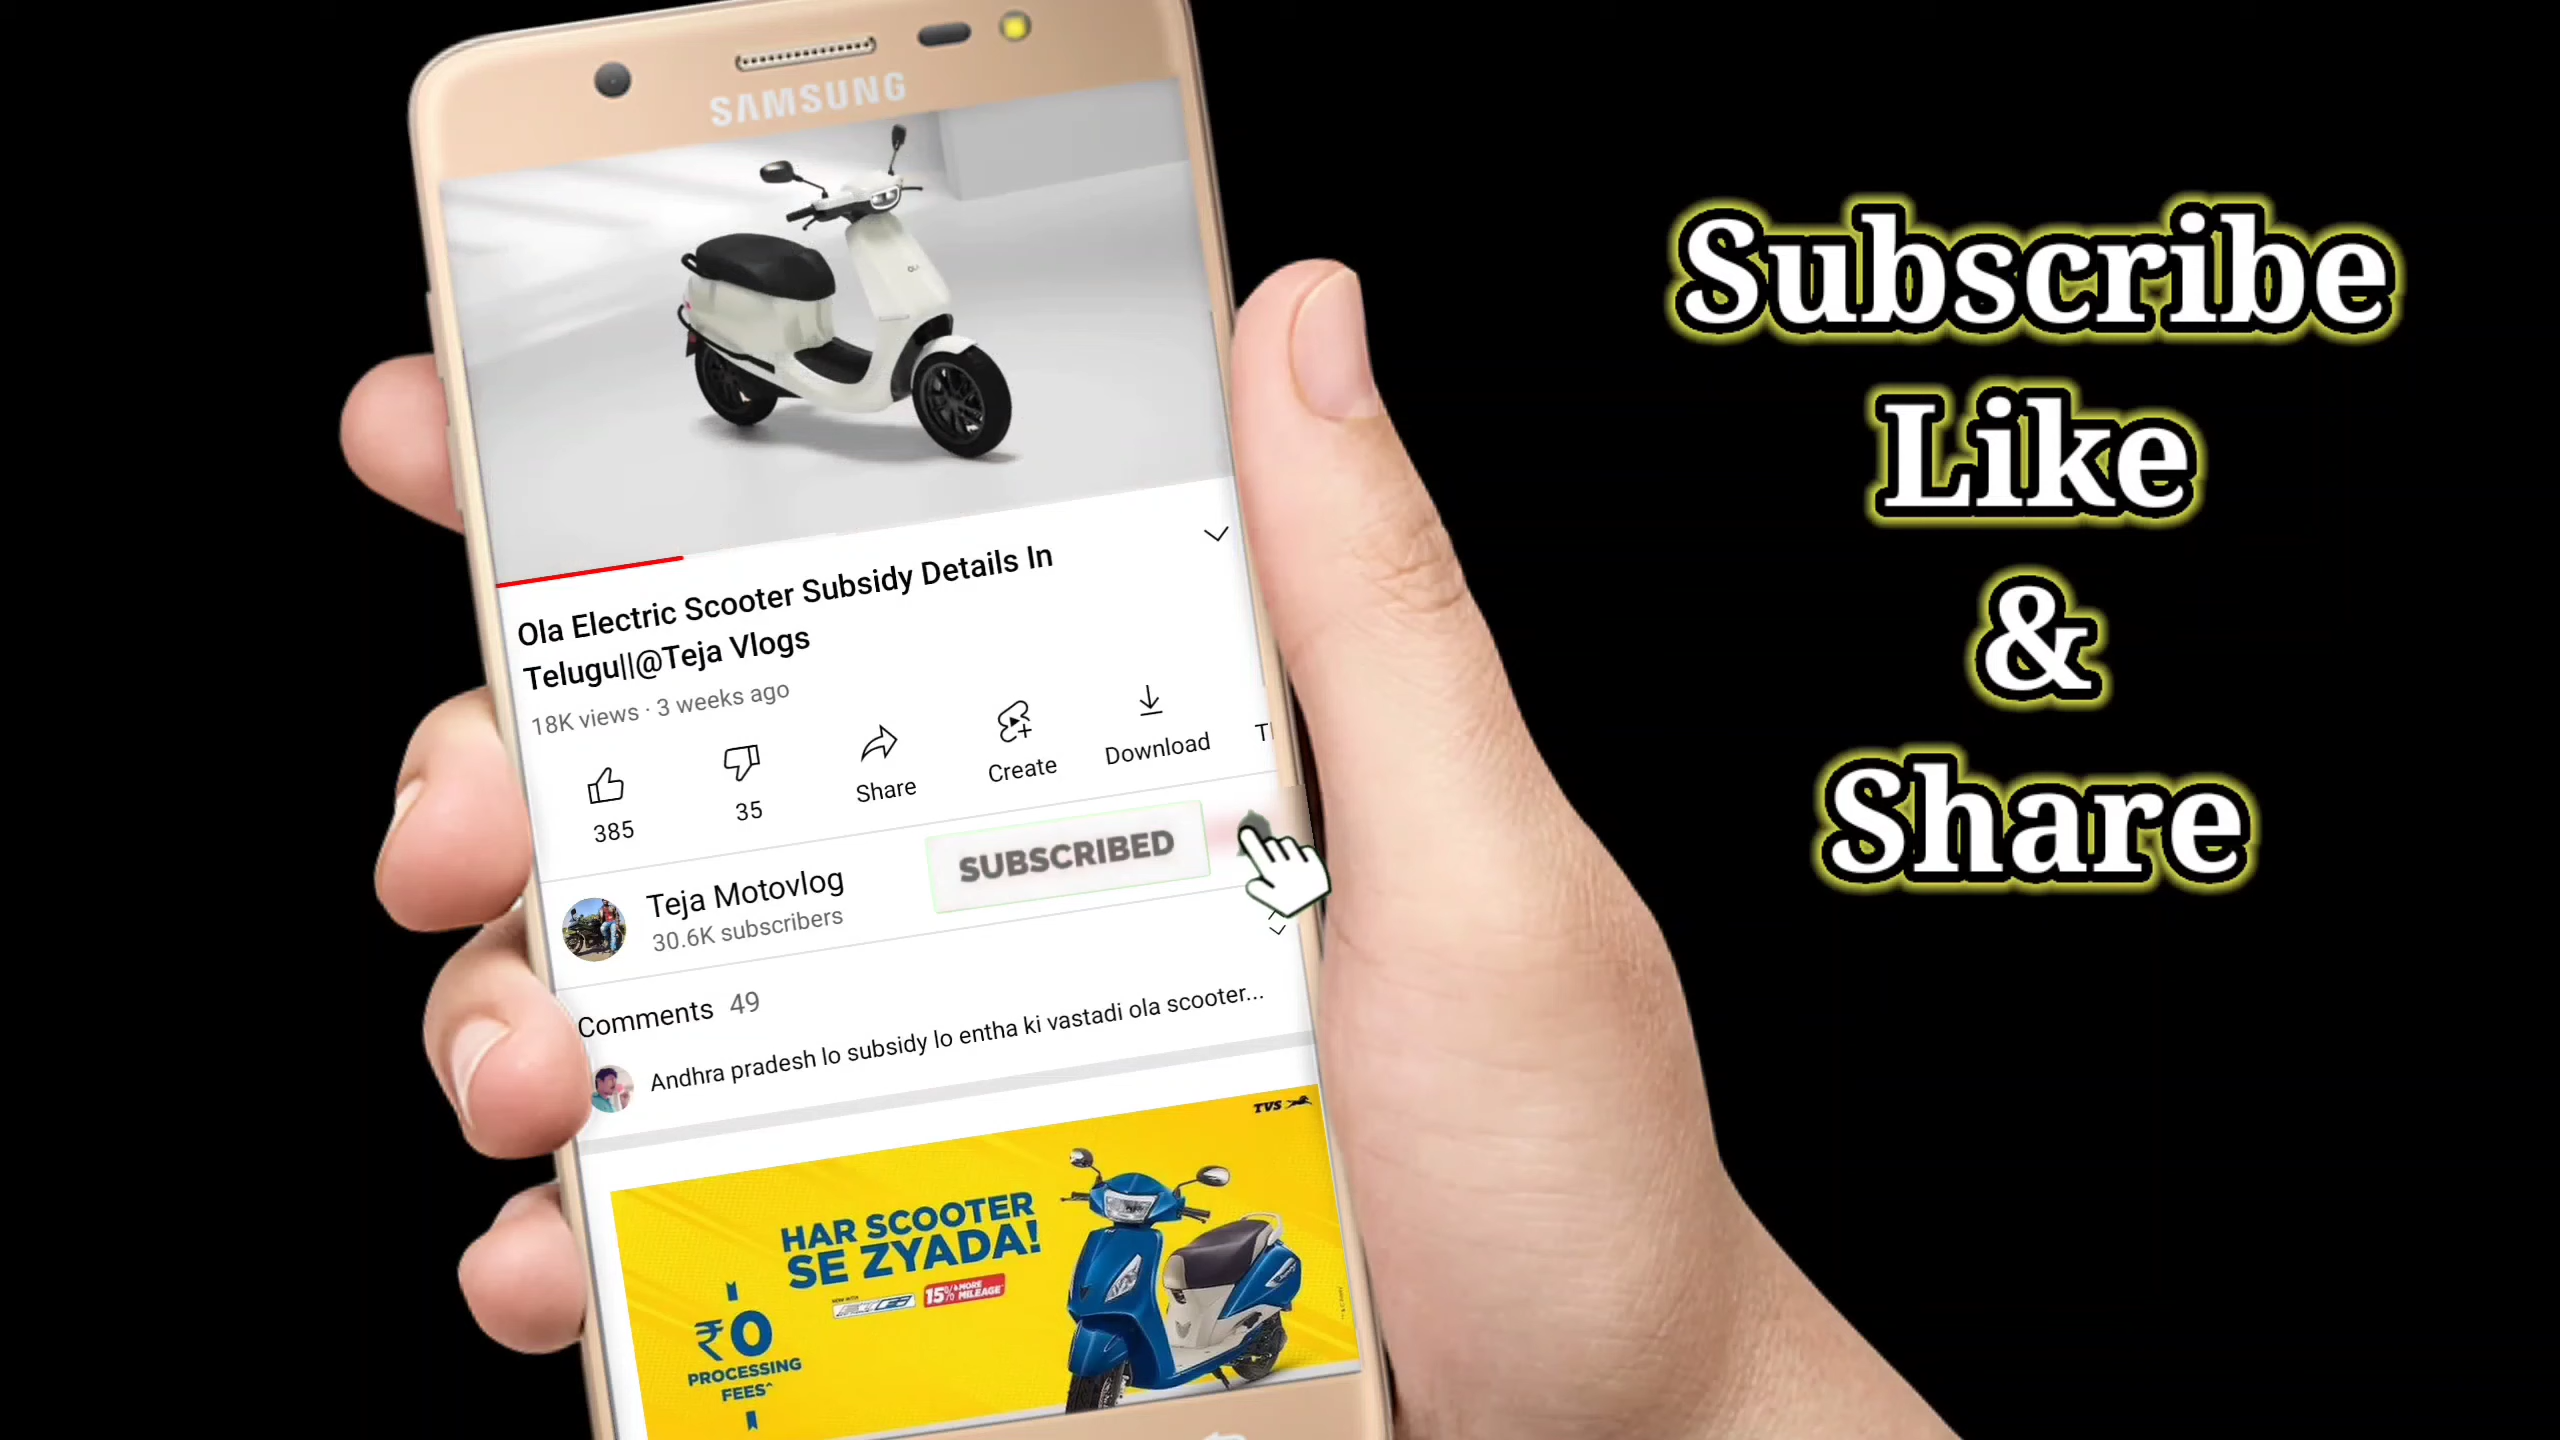 SAMSUNG
OLA
Ola Electric Scooter Subsidy Details In
Telugu||@Teja Vlogs
18K views · 3 weeks ago
385
35
Share
Create
Download
Teja Motovlog
30.6K subscribers
SUBSCRIBED
Comments 49
Andhra pradesh lo subsidy lo entha ki vastadi ola scooter...
TVS
HAR SCOOTER
SE ZYADA!
15% MORE
MILEAGE*
₹0
PROCESSING
FEES^
Subscribe
Like
&
Share